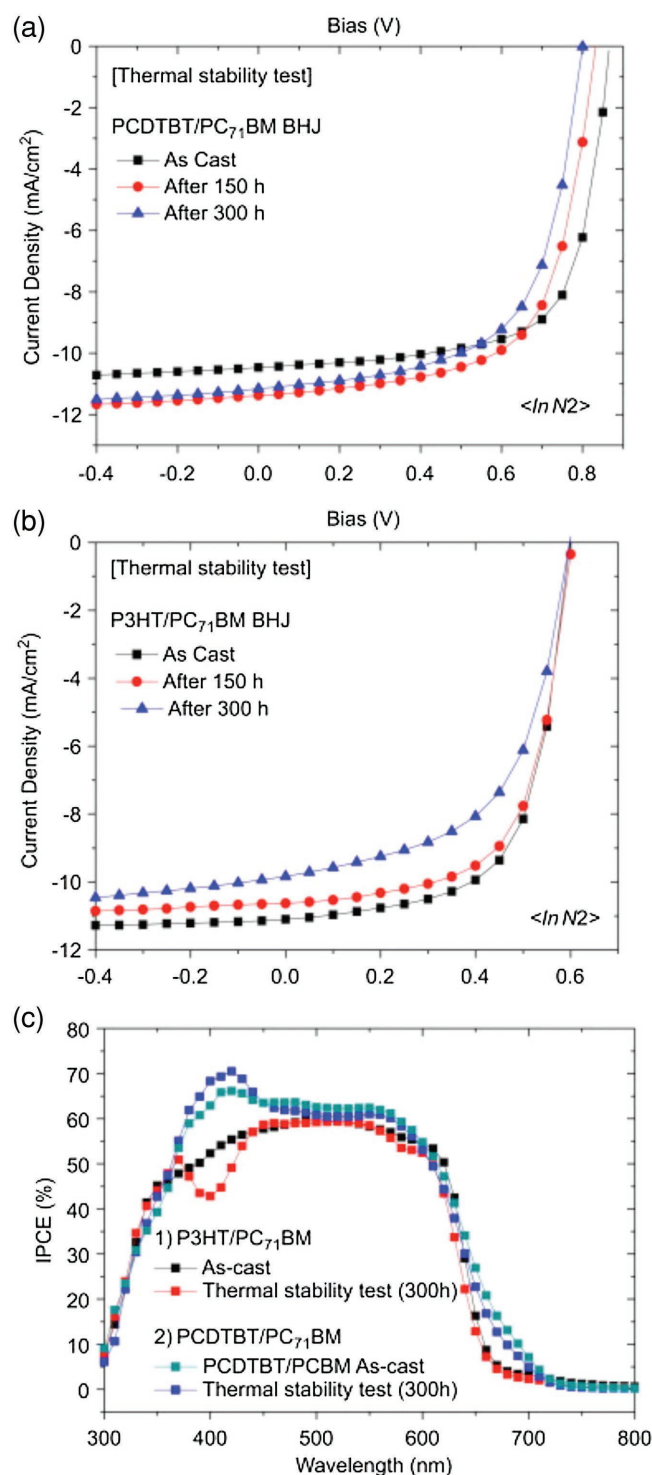 (a)
Bias (V)
[Thermal stability test]
PCDTBT/PC71BM BHJ
As Cast
After 150 h
After 300 h
<In N2>
Current Density (mA/cm2)
0
-2
-4
-6
-8
-10
-12
-0.4 -0.2 0.0 0.2 0.4 0.6 0.8
(b)
Bias (V)
[Thermal stability test]
P3HT/PC71BM BHJ
As Cast
After 150 h
After 300 h
<In N2>
Current Density (mA/cm2)
0
-2
-4
-6
-8
-10
-12
-0.4 -0.2 0.0 0.2 0.4 0.6
(c)
IPCE (%)
80
70
60
50
40
30
20
10
0
1) P3HT/PC71BM
As-cast
Thermal stability test (300h)
2) PCDTBT/PC71BM
PCDTBT/PCBM As-cast
Thermal stability test (300h)
300 400 500 600 700 800
Wavelength (nm)